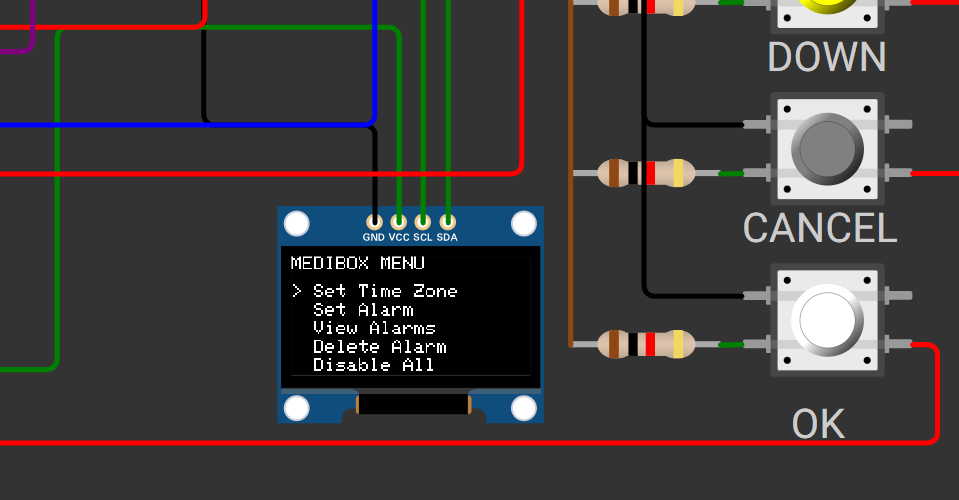 DOWN
CANCEL
GND VCC SCL SDA
MEDIBOX MENU
> Set Time Zone
Set Alarm
View Alarms
Delete Alarm
Disable All
OK